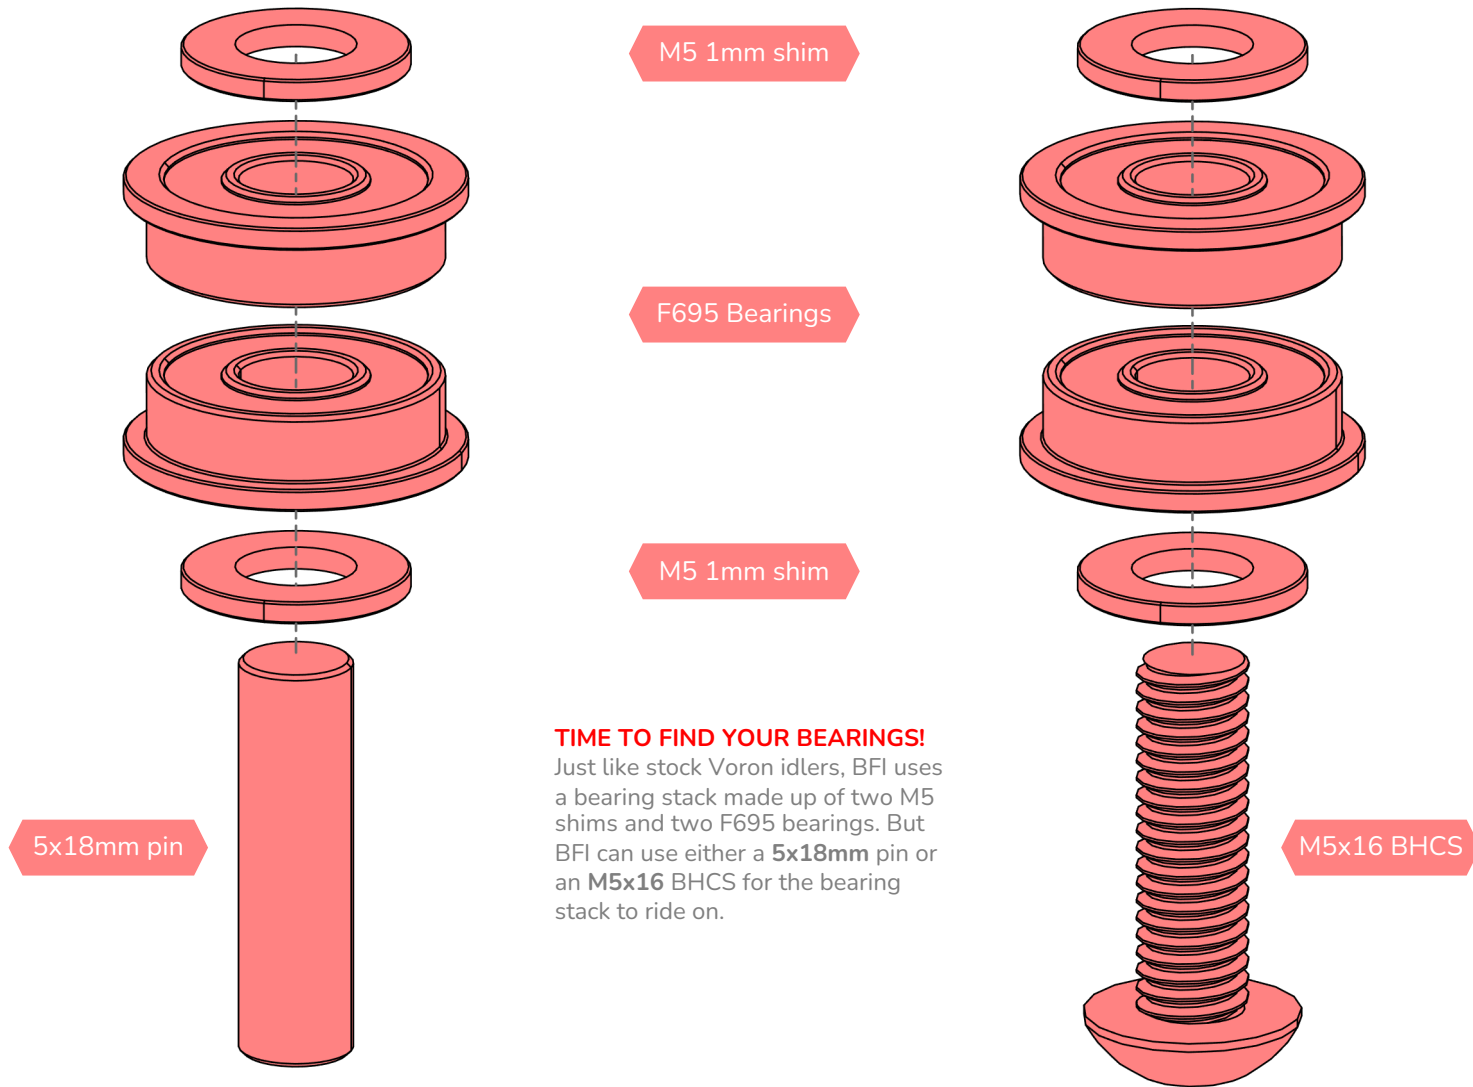 M5 1mm shim
F695 Bearings
M5 1mm shim
TIME TO FIND YOUR BEARINGS!
Just like stock Voron idlers, BFI uses
a bearing stack made up of two M5
shims and two F695 bearings. But
BFI can use either a 5x18mm pin or
an M5x16 BHCS for the bearing
stack to ride on.
5x18mm pin
M5x16 BHCS